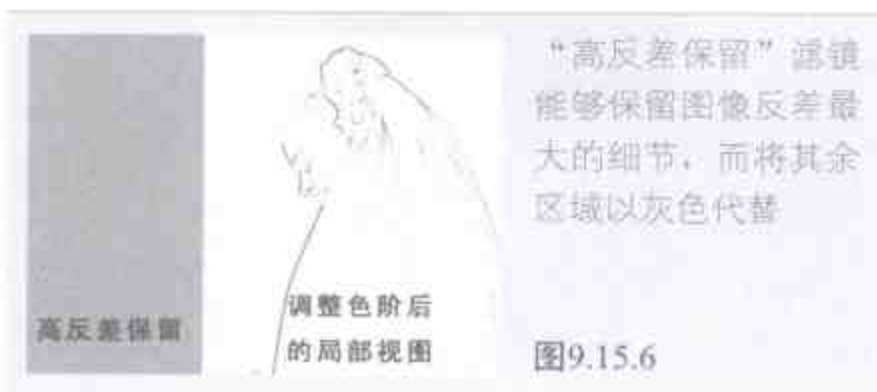 “高反差保留”滤镜
能够保留图像反差最
大的细节，而将其余
区域以灰色代替
高反差保留
调整色阶后
的局部视图
图9.15.6